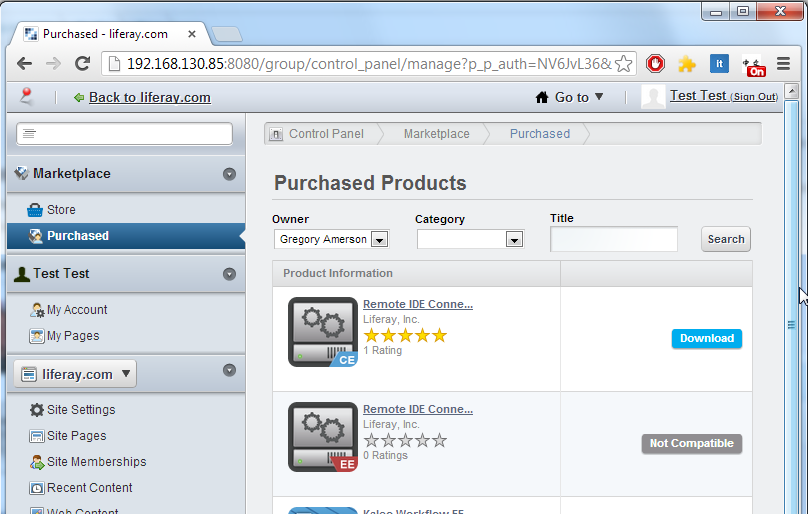 Purchased - liferay.com
192.168.130.85:8080/group/control_panel/manage?p_p_auth=NV6JvL36&
lt
On
Back to liferay.com
Go to
Test Test (Sign Out)
Control Panel Marketplace Purchased
Marketplace
Store
Purchased
Test Test
My Account
My Pages
liferay.com
Site Settings
Site Pages
Site Memberships
Recent Content
Web Content
Purchased Products
Owner Category Title
Gregory Amerson
Search
Product Information
Remote IDE Conne...
Liferay, Inc.
1 Rating
CE
Download
Remote IDE Conne...
Liferay, Inc.
0 Ratings
EE
Not Compatible
Kaleo Workflow EE